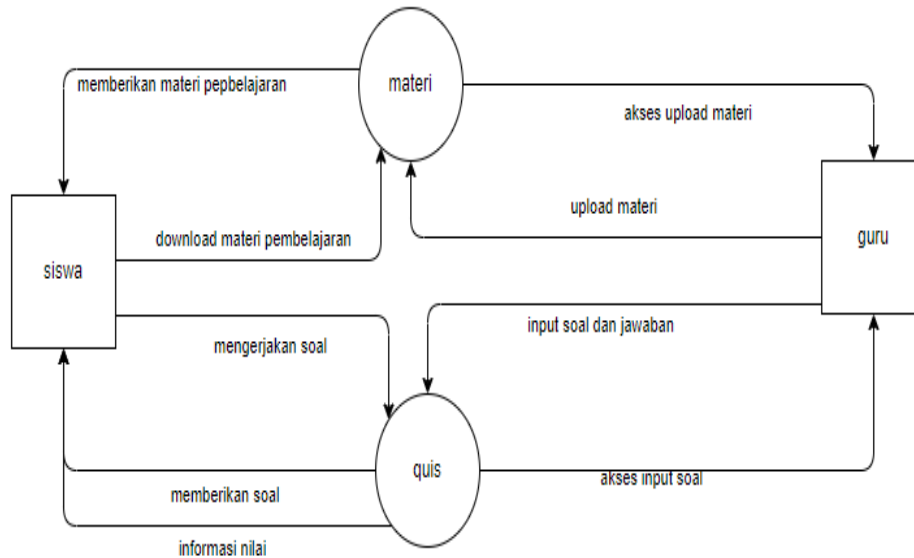 materi
memberikan materi pepbelajaran
akses upload materi
upload materi
download materi pembelajaran
siswa
guru
input soal dan jawaban
mengerjakan soal
quis
akses input soal
memberikan soal
informasi nilai